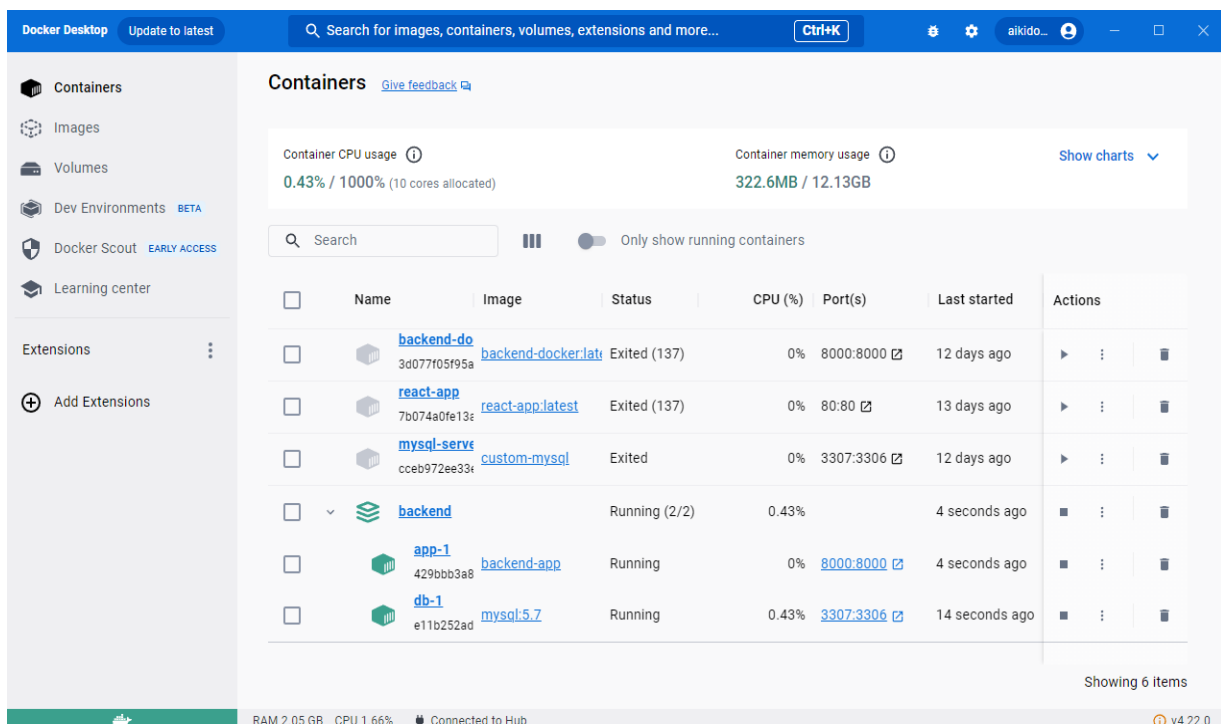 Docker Desktop Update to latest Search for images, containers, volumes, extensions and more... Ctrl+K aikido...
Containers
Images
Volumes
Dev Environments BETA
Docker Scout EARLY ACCESS
Learning center
Extensions
Add Extensions
Containers Give feedback
Container CPU usage
0.43% / 1000% (10 cores allocated)
Container memory usage
322.6MB / 12.13GB
Show charts
Search
Only show running containers
Name Image Status CPU (%) Port(s) Last started Actions
backend-do
3d077f05f95a
backend-docker:late Exited (137) 0% 8000:8000 12 days ago
react-app
7b074a0fe13a
react-app:latest Exited (137) 0% 80:80 13 days ago
mysql-serve
cceb972ee33e
custom-mysql Exited 0% 3307:3306 12 days ago
backend Running (2/2) 0.43% 4 seconds ago
app-1
429bbb3a8
backend-app Running 0% 8000:8000 4 seconds ago
db-1
e11b252ad
mysql:5.7 Running 0.43% 3307:3306 14 seconds ago
Showing 6 items
RAM 2.05 GB CPU 1.66% Connected to Hub v4.22.0